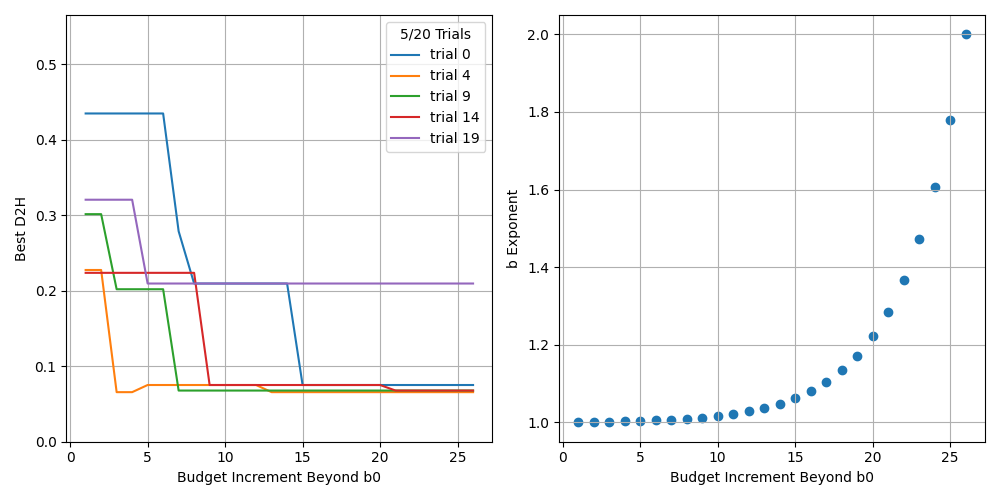 5/20 Trials
trial 0
trial 4
trial 9
trial 14
trial 19
Best D2H
0.5
0.4
0.3
0.2
0.1
0.0
0 5 10 15 20 25
Budget Increment Beyond b0
b Exponent
2.0
1.8
1.6
1.4
1.2
1.0
0 5 10 15 20 25
Budget Increment Beyond b0